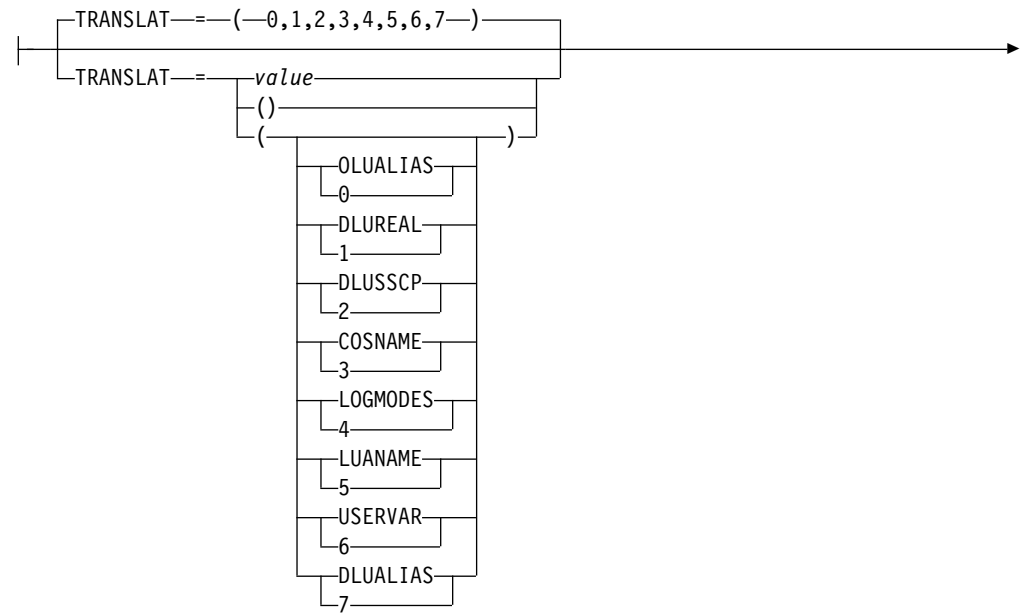 TRANSLAT = ( 0,1,2,3,4,5,6,7 )
TRANSLAT = value
()
( )
OLUALIAS
0
DLUREAL
1
DLUSSCP
2
COSNAME
3
LOGMODES
4
LUANAME
5
USERVAR
6
DLUALIAS
7